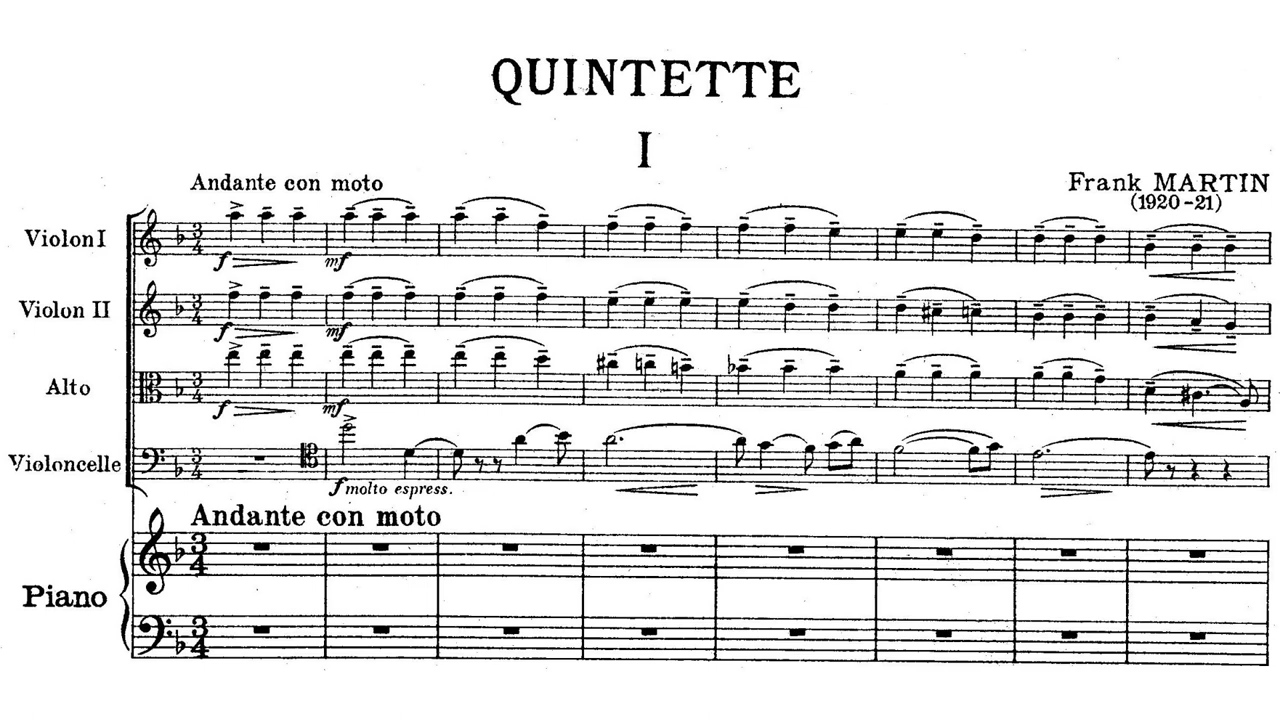 QUINTETTE
I
Andante con moto
Frank MARTIN
(1920-21)
Violon I
f
mf
Violon II
f
mf
Alto
f
mf
Violoncelle
f molto espress.
Andante con moto
Piano